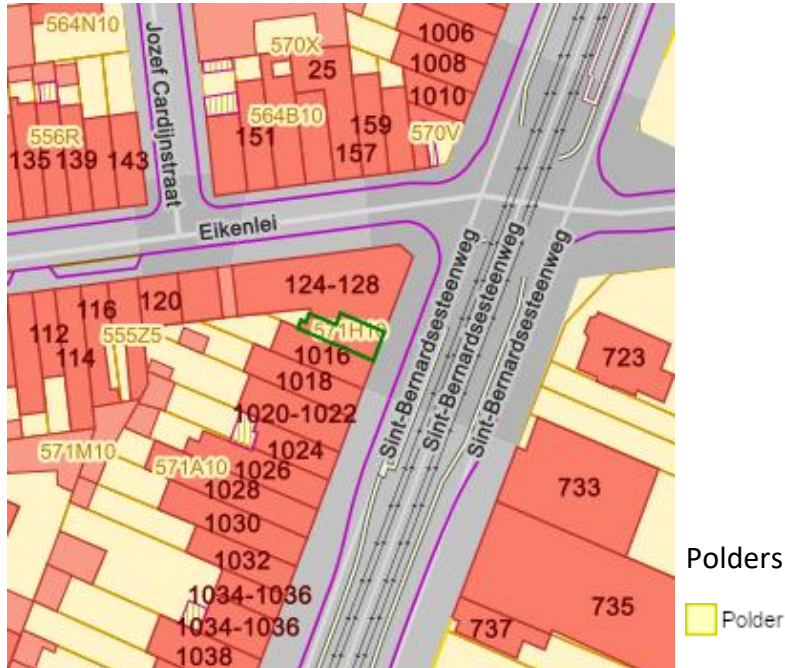 564N10
Jozef Cardijnstraat
570X
25
564B10
1006
1008
1010
556R
135
139
143
151
157
159
570V
Eikenlei
Sint-Bernardsesteenweg
Sint-Bernardsesteenweg
Sint-Bernardsesteenweg
124-128
120
116
112
114
555Z5
571H10
1016
1018
1020-1022
1024
1026
1028
1030
1032
1034-1036
1034-1036
1038
571M10
571A10
723
733
735
737
Polders
Polder